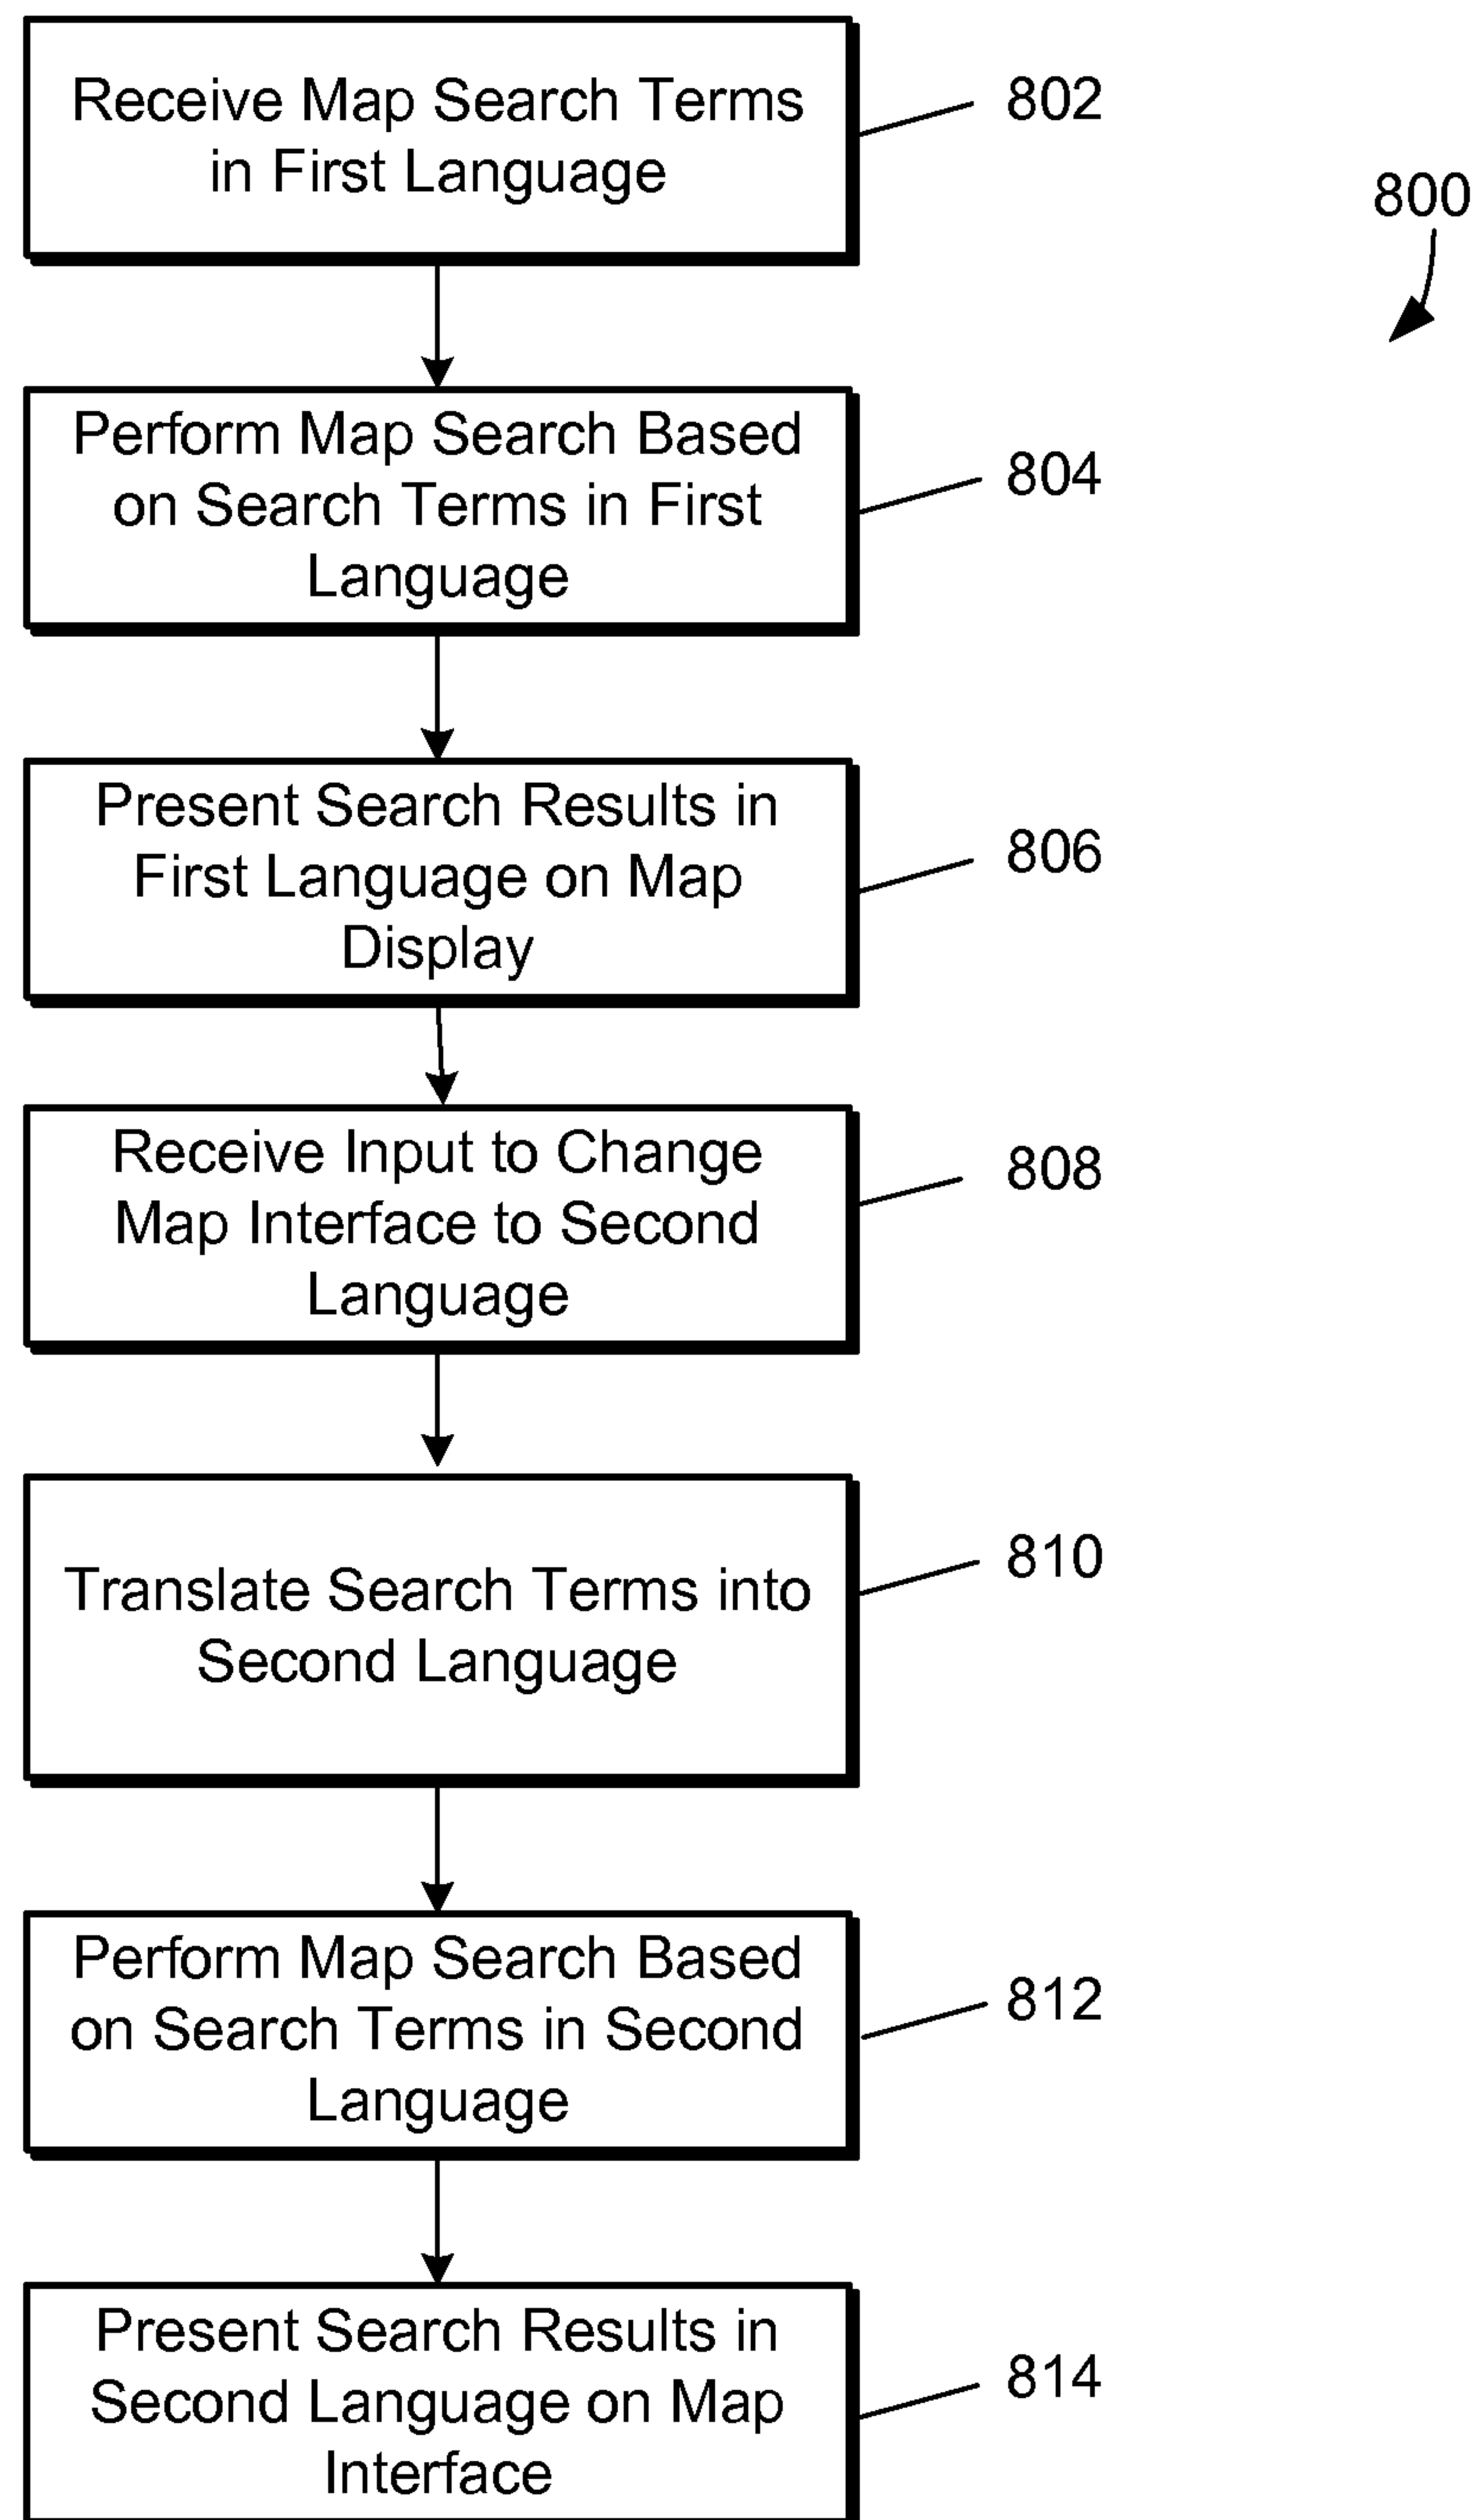 Receive Map Search Terms
in First Language
802
800
Perform Map Search Based
on Search Terms in First
Language
804
Present Search Results in
First Language on Map
Display
806
Receive Input to Change
Map Interface to Second
Language
808
Translate Search Terms into
Second Language
810
Perform Map Search Based
on Search Terms in Second
Language
812
Present Search Results in
Second Language on Map
Interface
814